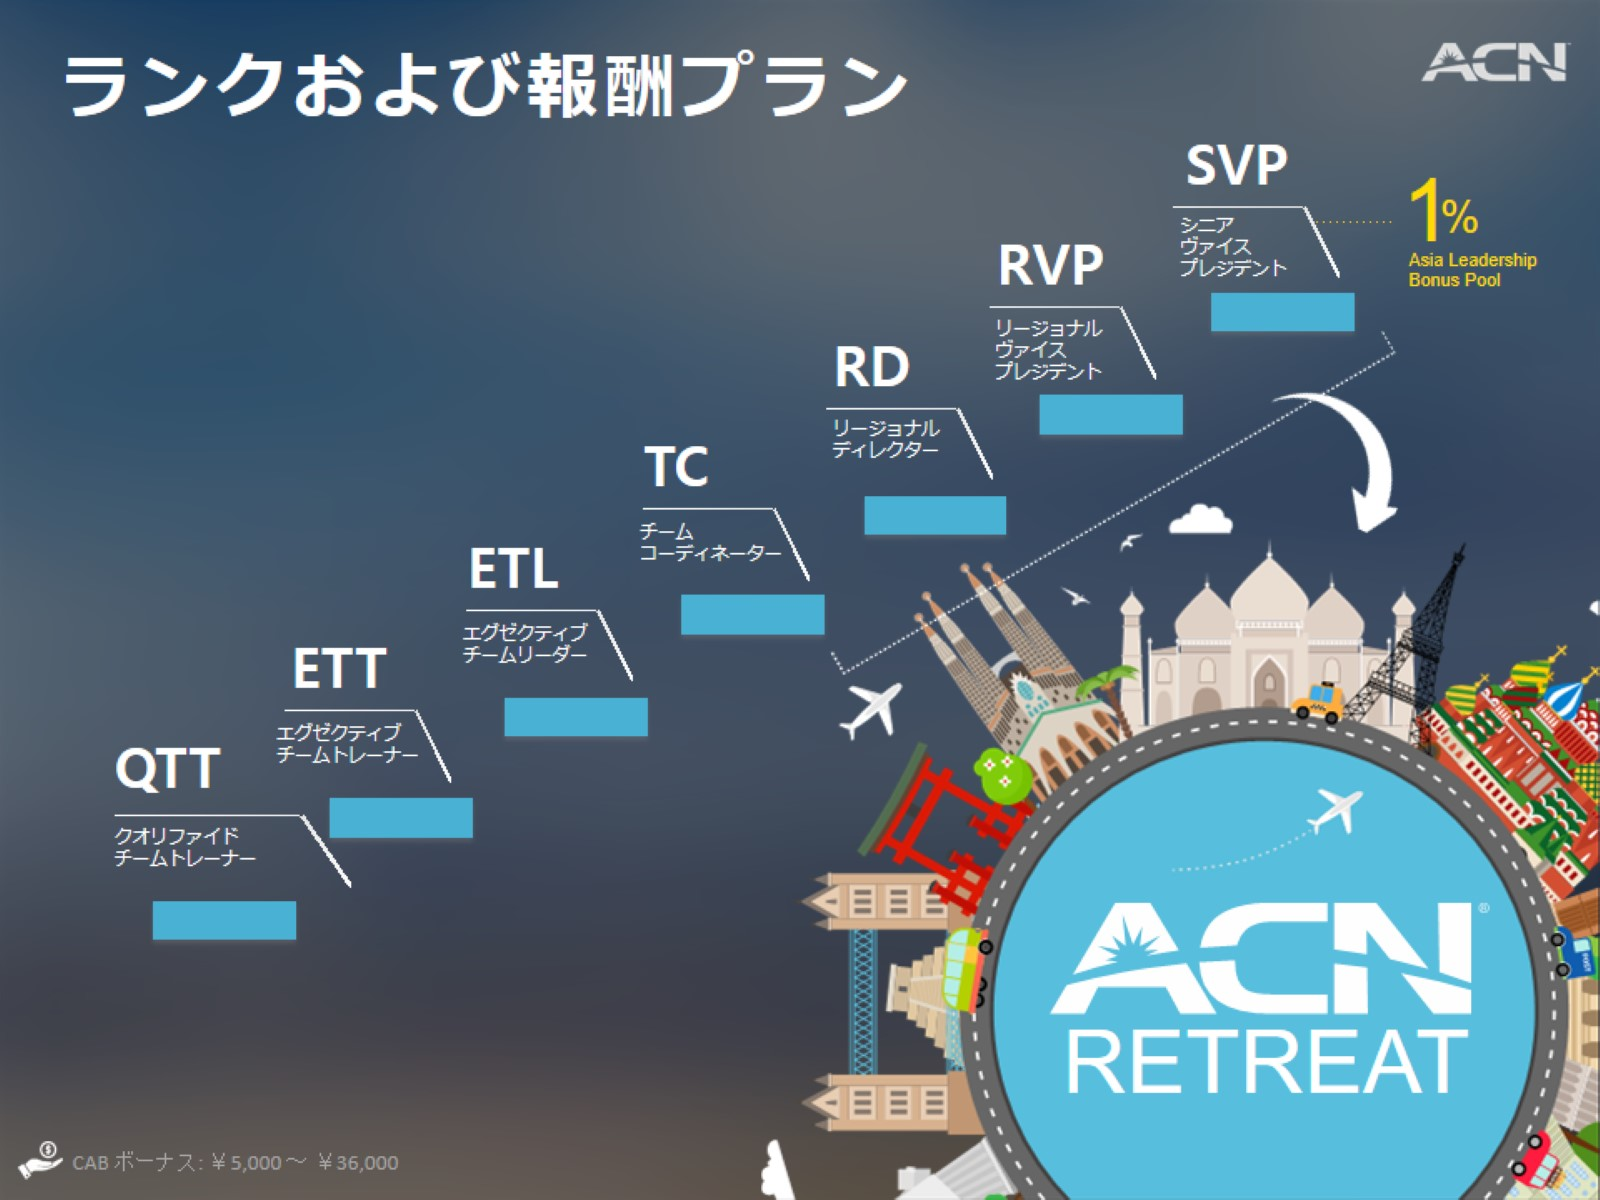 ランクおよび報酬プラン
ACN
SVP
シニア
ヴァイス
プレジデント
1%
Asia Leadership
Bonus Pool
RVP
リージョナル
ヴァイス
プレジデント
RD
リージョナル
ディレクター
TC
チーム
コーディネーター
ETL
エグゼクティブ
チームリーダー
ETT
エグゼクティブ
チームトレーナー
QTT
クオリファイド
チームトレーナー
ACN®
RETREAT
CAB ボーナス: ￥5,000～ ￥36,000